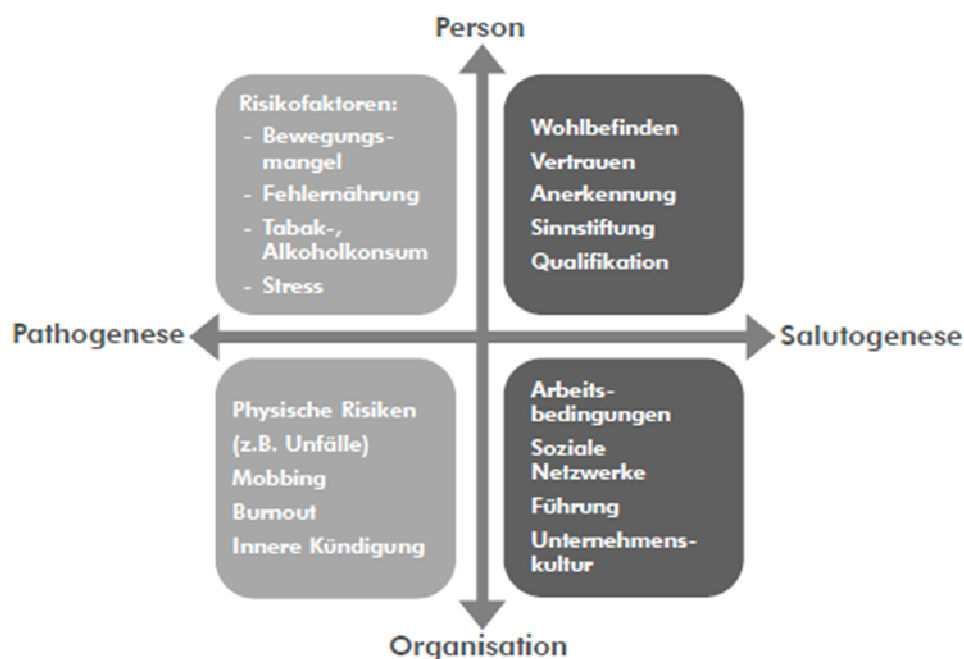 Person
Risikofaktoren:
- Bewegungs-
mangel
- Fehlernährung
- Tabak-,
Alkoholkonsum
- Stress
Wohlbefinden
Vertrauen
Anerkennung
Sinnstiftung
Qualifikation
Pathogenese
Salutogenese
Physische Risiken
(z.B. Unfälle)
Mobbing
Burnout
Innere Kündigung
Arbeits-
bedingungen
Soziale
Netzwerke
Führung
Unternehmens-
kultur
Organisation